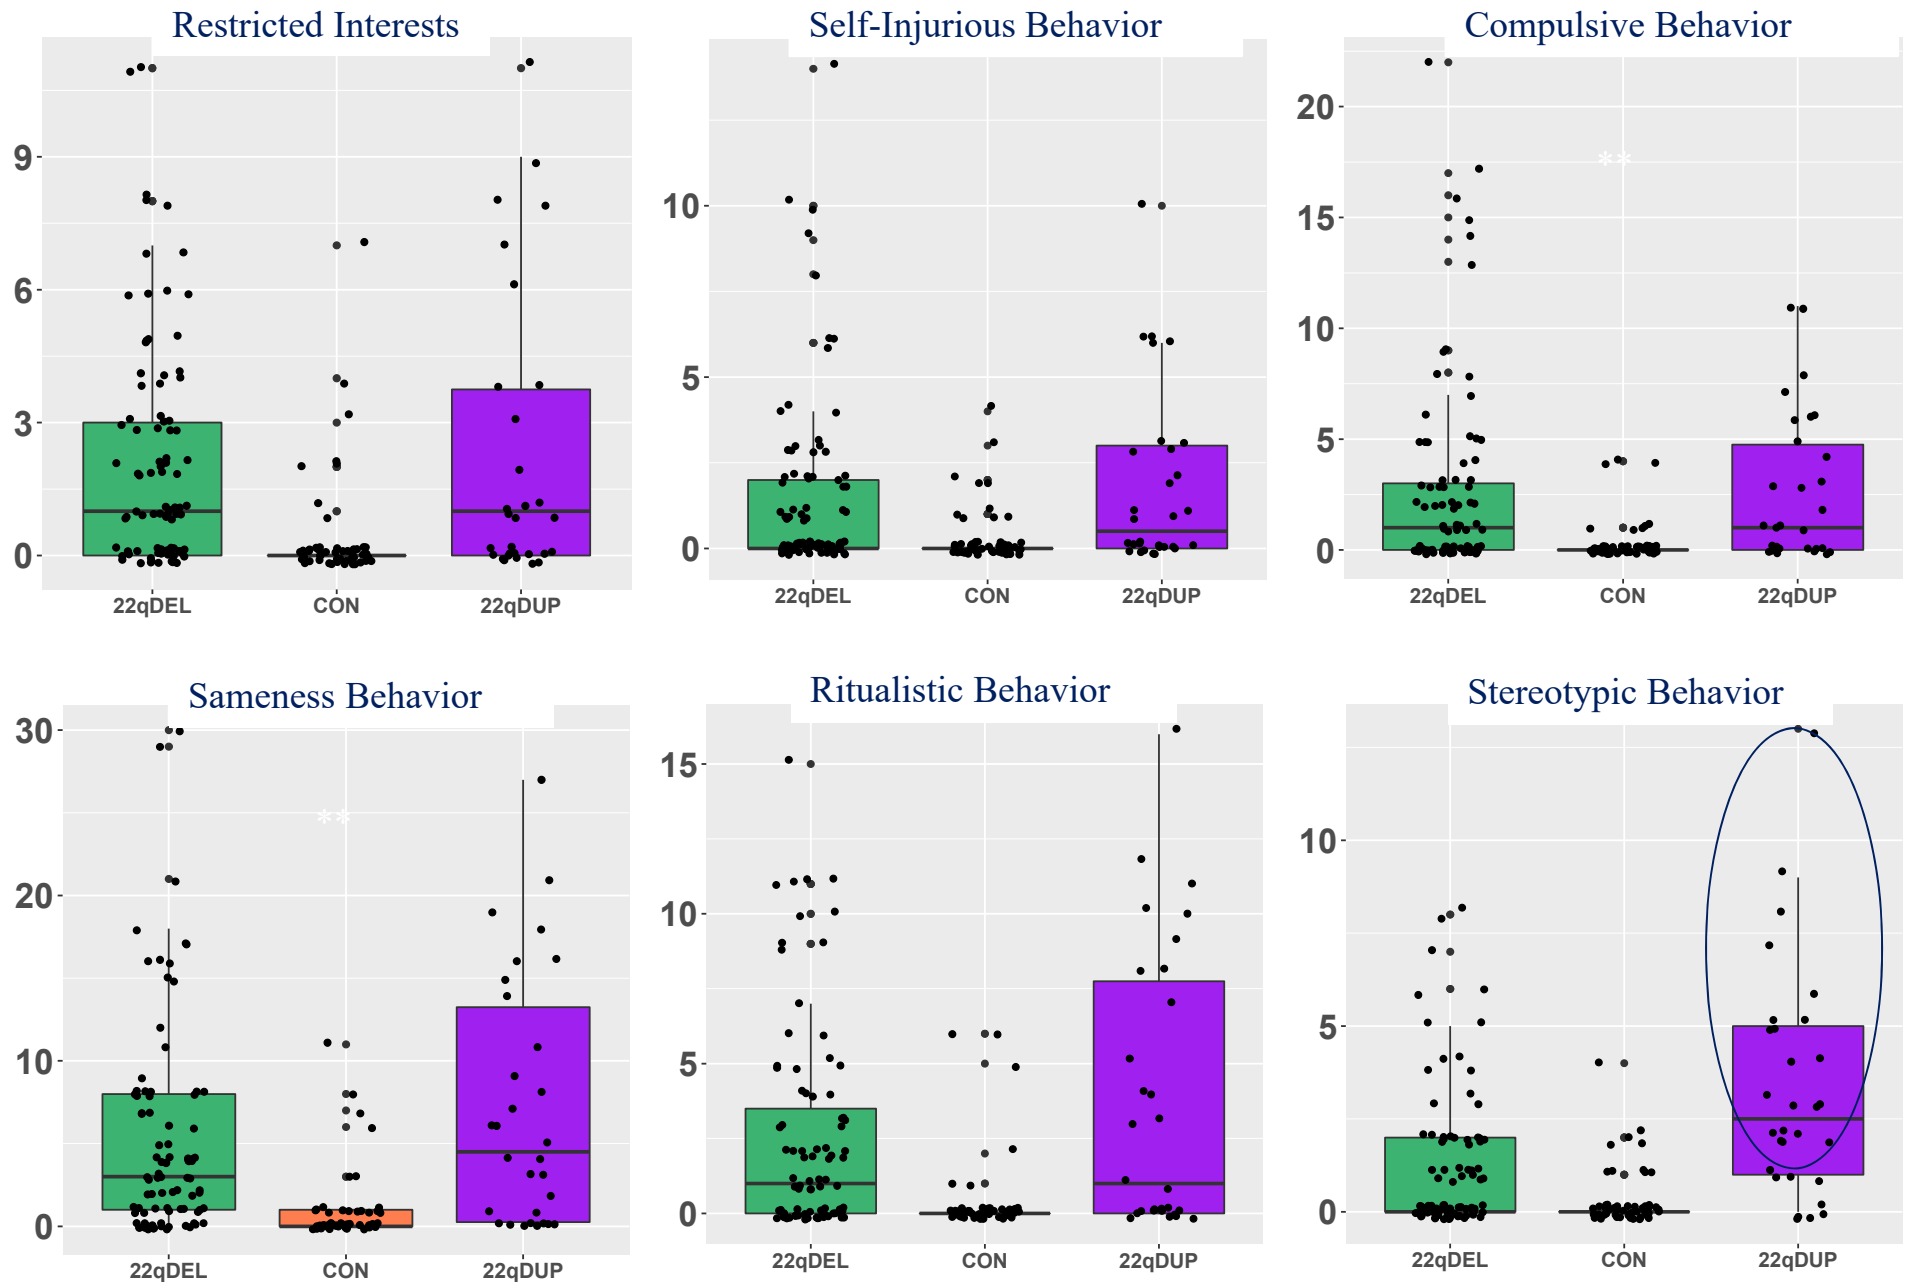 Restricted Interests
9
6
3
0
22qDEL CON 22qDUP
Self-Injurious Behavior
10
5
0
22qDEL CON 22qDUP
Compulsive Behavior
20
15
10
5
0
**
22qDEL CON 22qDUP
Sameness Behavior
30
20
10
0
**
22qDEL CON 22qDUP
Ritualistic Behavior
15
10
5
0
22qDEL CON 22qDUP
Stereotypic Behavior
10
5
0
22qDEL CON 22qDUP